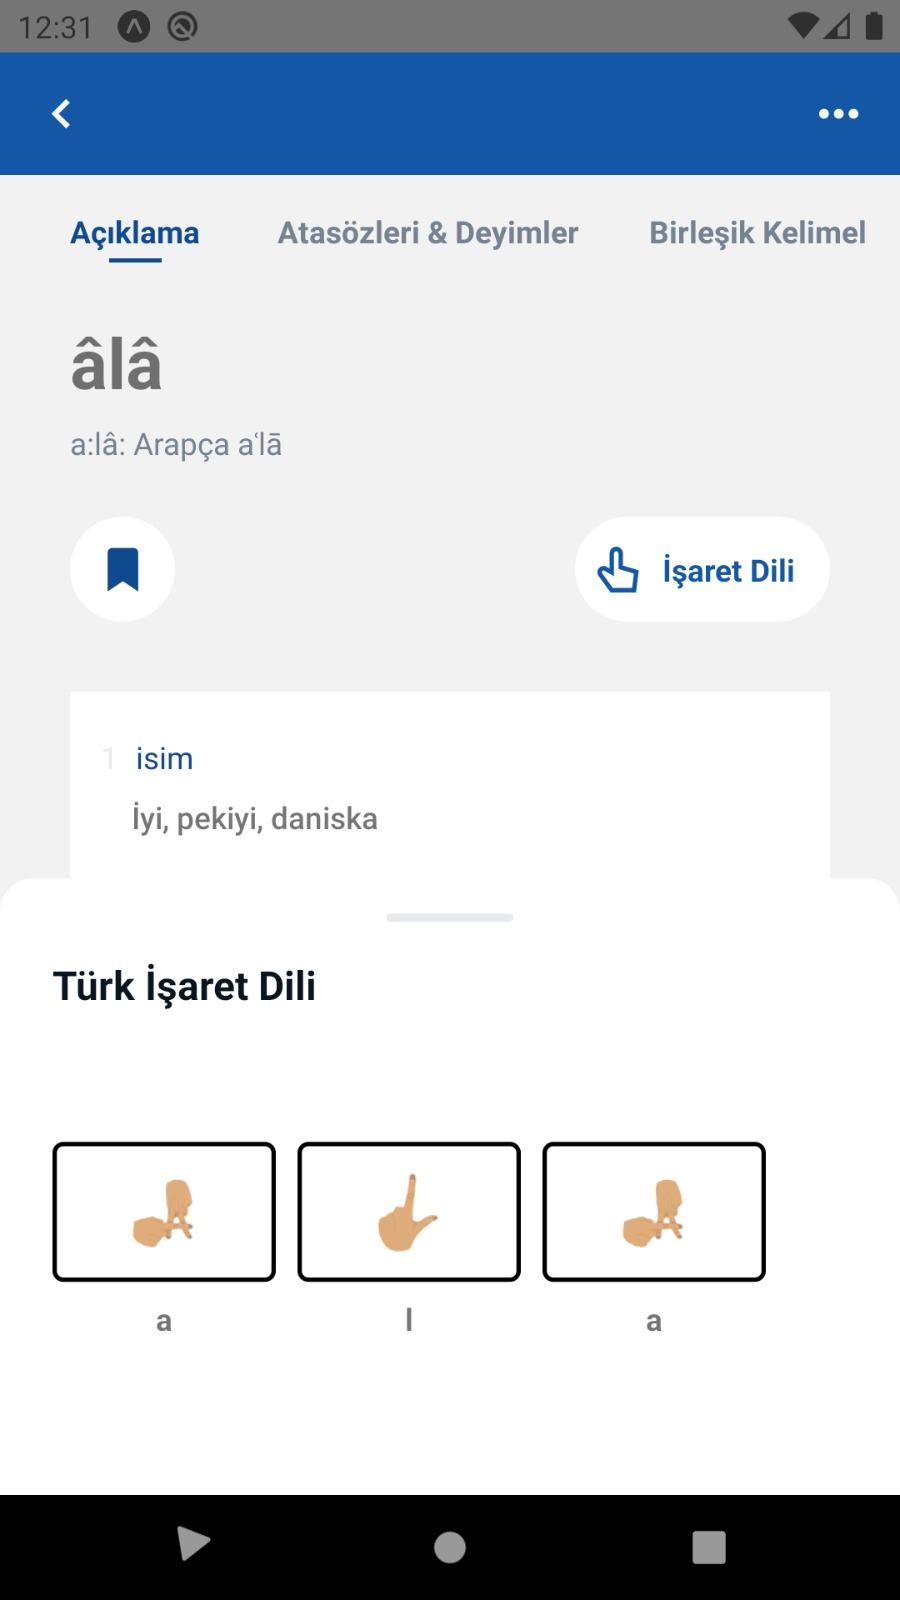 12:31
Açıklama Atasözleri & Deyimler Birleşik Kelimel
âlâ
a:lâ: Arapça aʿlā
İşaret Dili
1 isim
İyi, pekiyi, daniska
Türk İşaret Dili
a l a